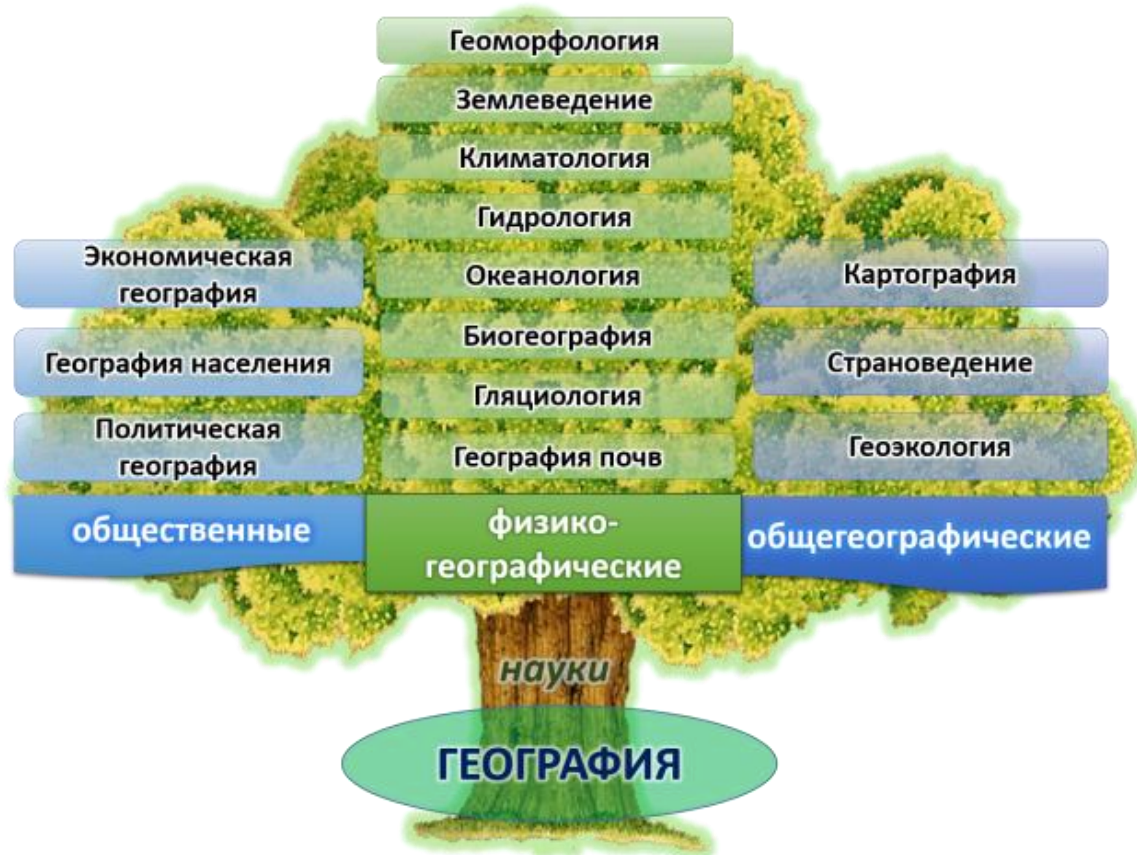 Геоморфология
Землеведение
Климатология
Гидрология
Экономическая
география
Океанология
Картография
Биогеография
География населения
Страноведение
Гляциология
Политическая
география
География почв
Геоэкология
общественные
физико-
географические
общегеографические
науки
ГЕОГРАФИЯ